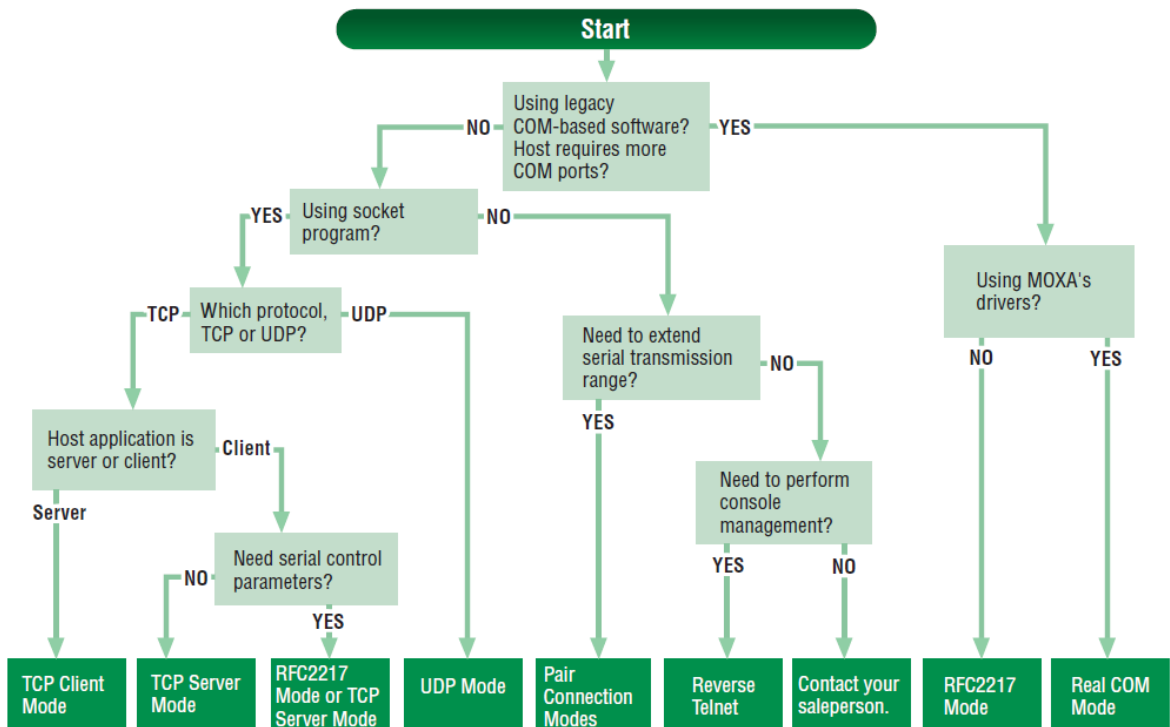 Start
Using legacy
COM-based software?
Host requires more
COM ports?
NO
YES
Using socket
program?
YES
NO
Using MOXA's
drivers?
Which protocol,
TCP or UDP?
TCP
UDP
Need to extend
serial transmission
range?
NO
NO
YES
YES
Host application is
server or client?
Client
Server
Need to perform
console
management?
Need serial control
parameters?
NO
YES
YES
NO
TCP Client
Mode
TCP Server
Mode
RFC2217
Mode or TCP
Server Mode
UDP Mode
Pair
Connection
Modes
Reverse
Telnet
Contact your
saleperson.
RFC2217
Mode
Real COM
Mode